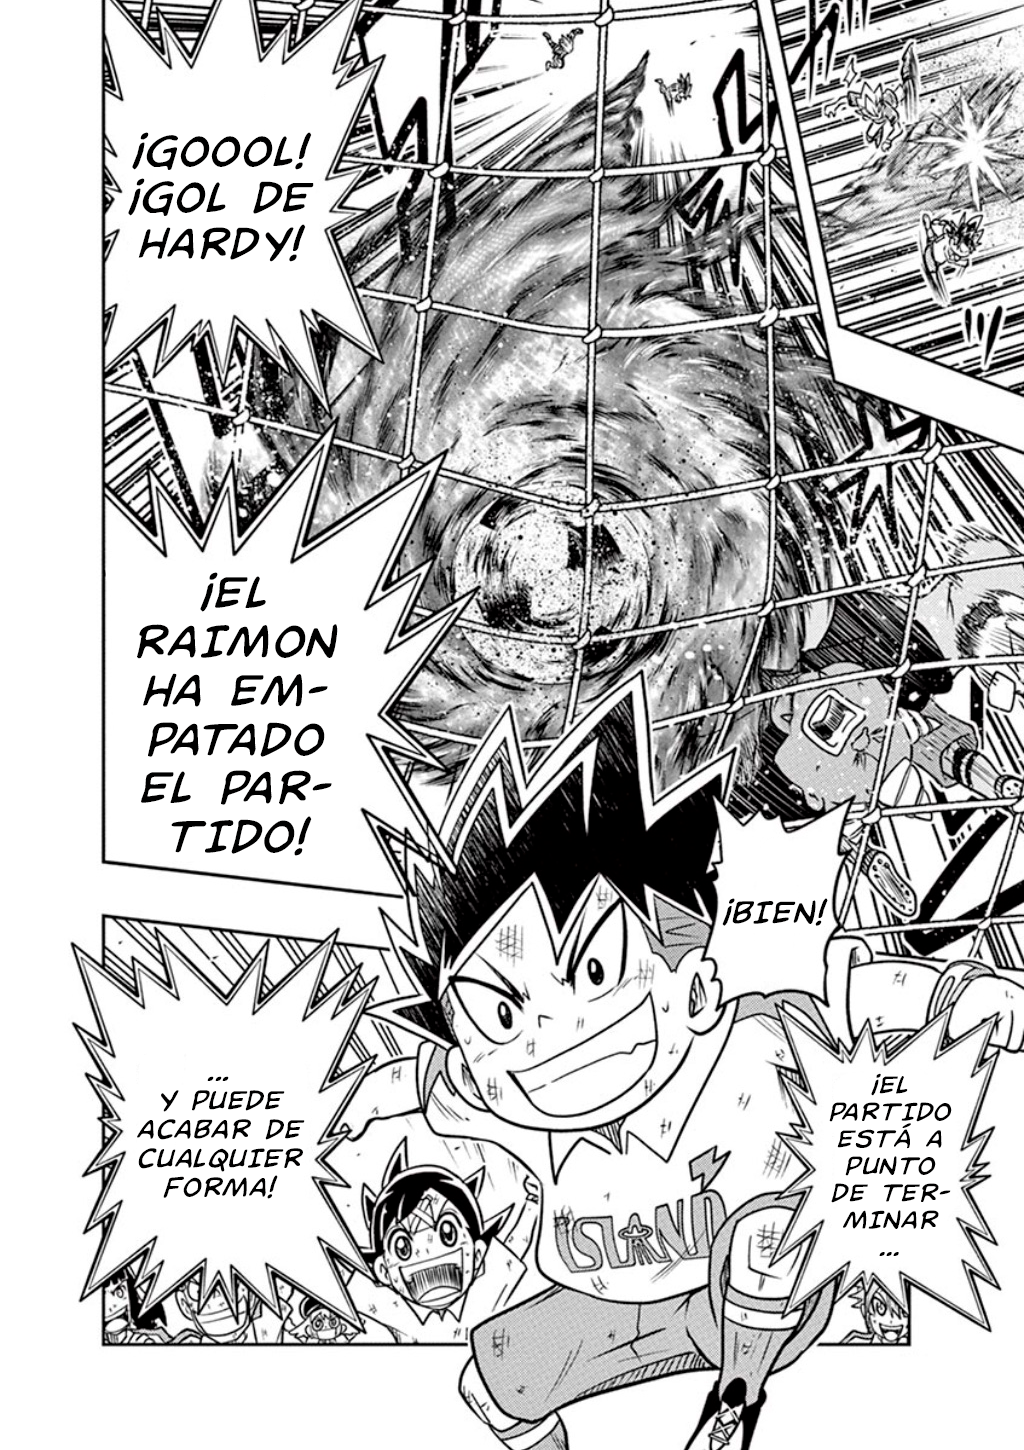 ¡GOOOL!
¡GOL DE
HARDY!
¡EL
RAIMON
HA EM-
PATADO
EL PAR-
TIDO!
¡BIEN!
¡EL
PARTIDO
ESTÁ A
PUNTO
DE TER-
MINAR
...
...
Y PUEDE
ACABAR DE
CUALQUIER
FORMA!
ISLAND